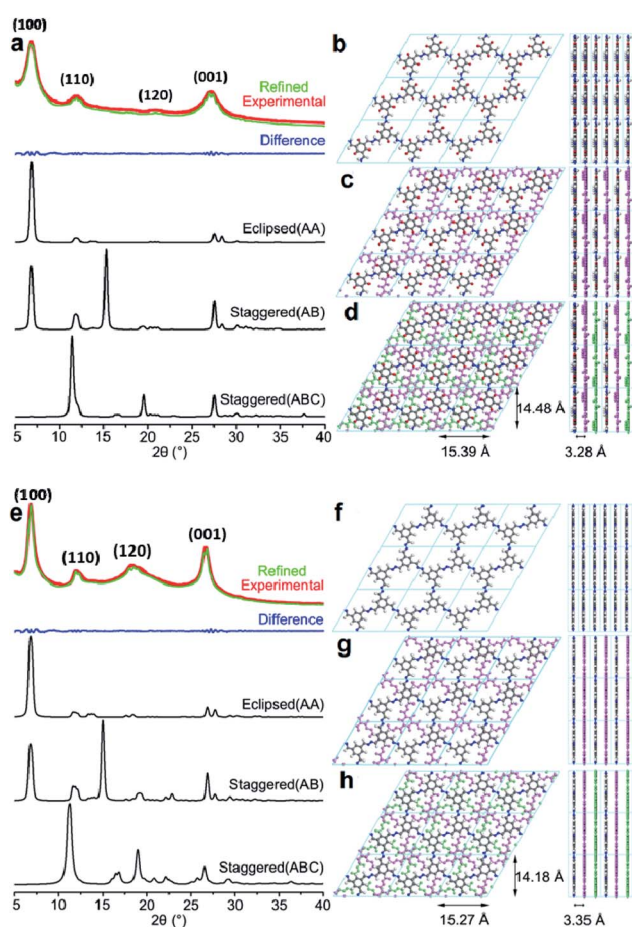 a
(100)
(110)
(120)
(001)
Refined
Experimental
Difference
Eclipsed(AA)
Staggered(AB)
Staggered(ABC)
5 10 15 20 25 30 35 40
2θ (°)
b
c
d
14.48 Å
15.39 Å
3.28 Å
e
(100)
(110)
(120)
(001)
Refined
Experimental
Difference
Eclipsed(AA)
Staggered(AB)
Staggered(ABC)
5 10 15 20 25 30 35 40
2θ (°)
f
g
h
14.18 Å
15.27 Å
3.35 Å